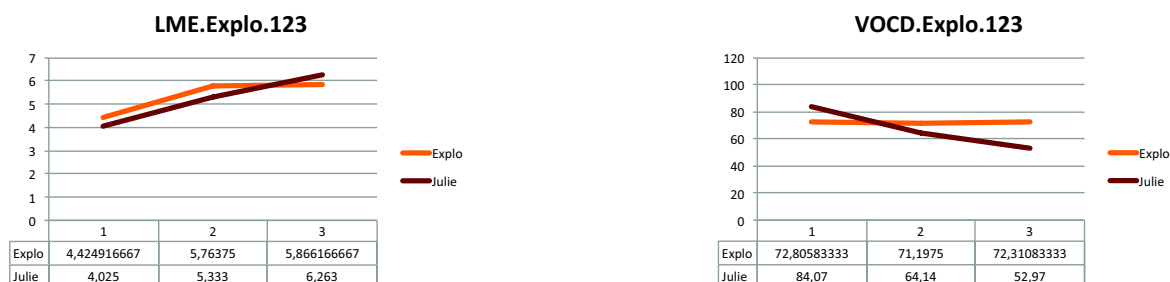 LME.Explo.123
7
6
5
4
3
2
1
0
1 2 3
Explo 4,424916667 5,76375 5,866166667
Julie 4,025 5,333 6,263
Explo
Julie
VOCD.Explo.123
120
100
80
60
40
20
0
1 2 3
Explo 72,80583333 71,1975 72,31083333
Julie 84,07 64,14 52,97
Explo
Julie